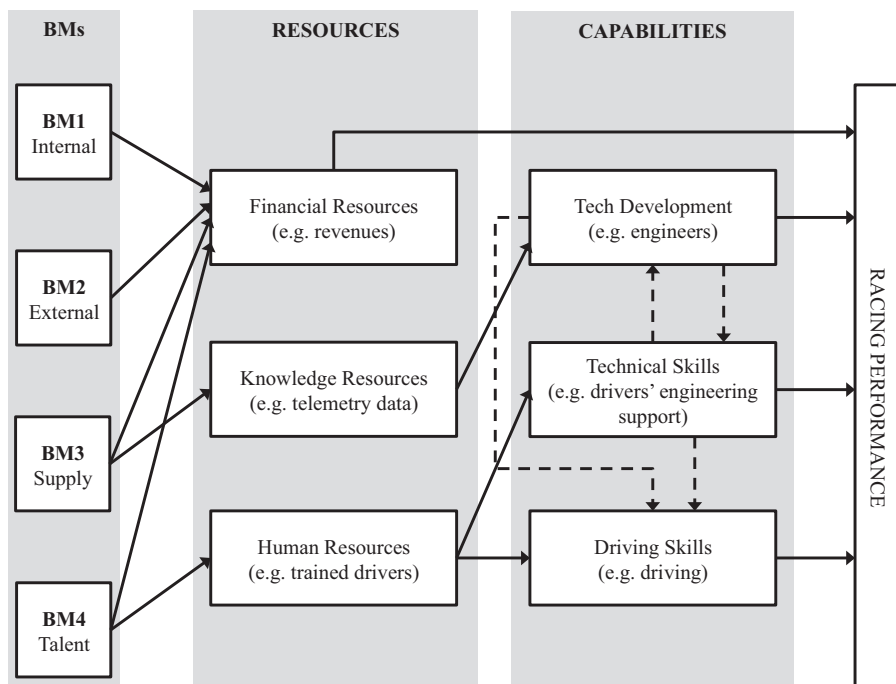 BMs
RESOURCES
CAPABILITIES
BM1
Internal
BM2
External
BM3
Supply
BM4
Talent
Financial Resources
(e.g. revenues)
Knowledge Resources
(e.g. telemetry data)
Human Resources
(e.g. trained drivers)
Tech Development
(e.g. engineers)
Technical Skills
(e.g. drivers’ engineering
support)
Driving Skills
(e.g. driving)
RACING PERFORMANCE